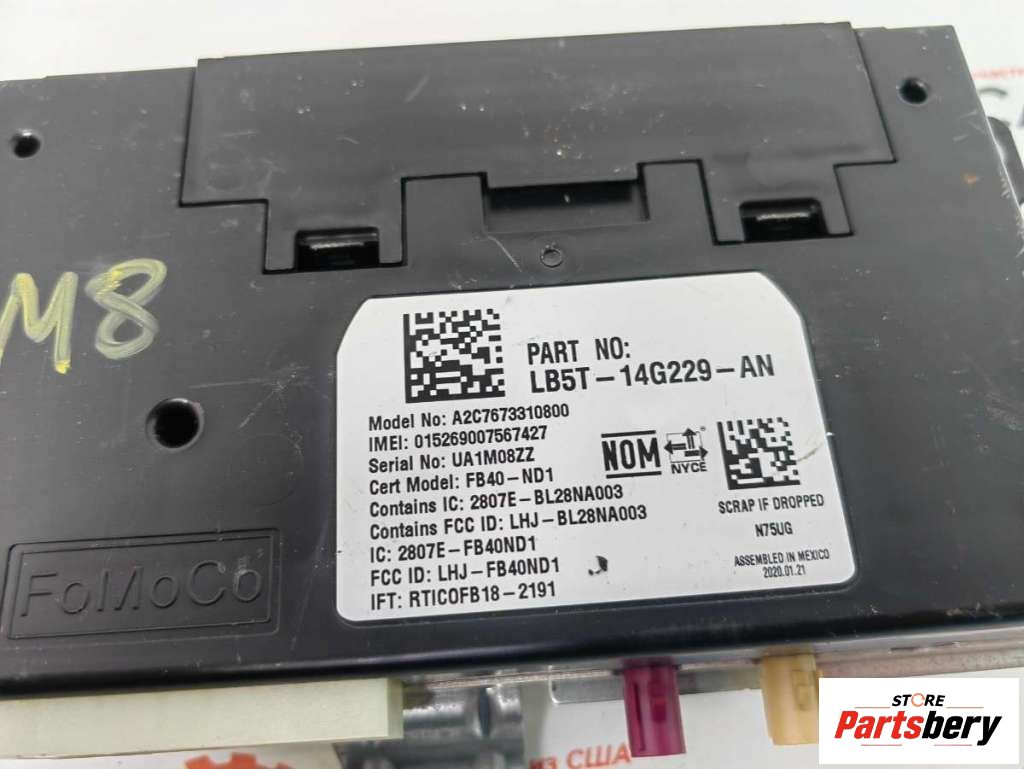 M8
PART NO:
LB5T-14G229-AN
Model No: A2C7673310800
IMEI: 015269007567427
Serial No: UA1M08ZZ
Cert Model: FB40-ND1
Contains IC: 2807E-BL28NA003
Contains FCC ID: LHJ-BL28NA003
IC: 2807E-FB40ND1
FCC ID: LHJ-FB40ND1
IFT: RTICOFB18-2191
NOM
NYCE
SCRAP IF DROPPED
N75UG
ASSEMBLED IN MEXICO
2020.01.21
FoMoCo
из США
STORE
Partsbery